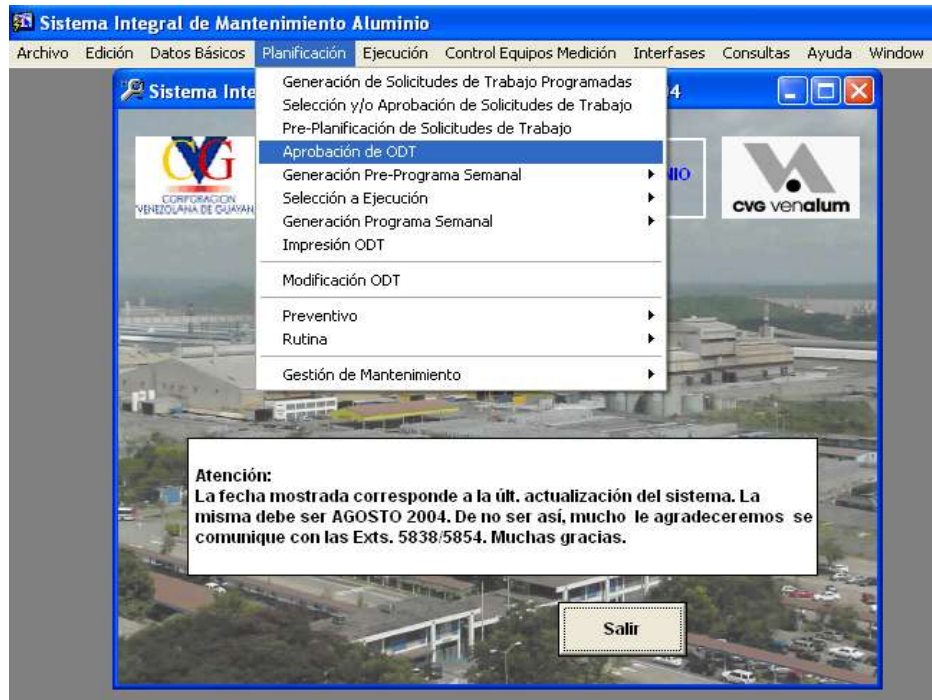 Sistema Integral de Mantenimiento Aluminio
Archivo Edición Datos Básicos Planificación Ejecución Control Equipos Medición Interfases Consultas Ayuda Window
Sistema Inte 4
Generación de Solicitudes de Trabajo Programadas
Selección y/o Aprobación de Solicitudes de Trabajo
Pre-Planificación de Solicitudes de Trabajo
Aprobación de ODT
Generación Pre-Programa Semanal
Selección a Ejecución
Generación Programa Semanal
Impresión ODT
Modificación ODT
Preventivo
Rutina
Gestión de Mantenimiento
CVG
CORPORACION
VENEZOLANA DE GUAYAN
NIO
CVG venalum
Atención:
La fecha mostrada corresponde a la últ. actualización del sistema. La
misma debe ser AGOSTO 2004. De no ser así, mucho le agradeceremos se
comunique con las Exts. 5838/5854. Muchas gracias.
Salir